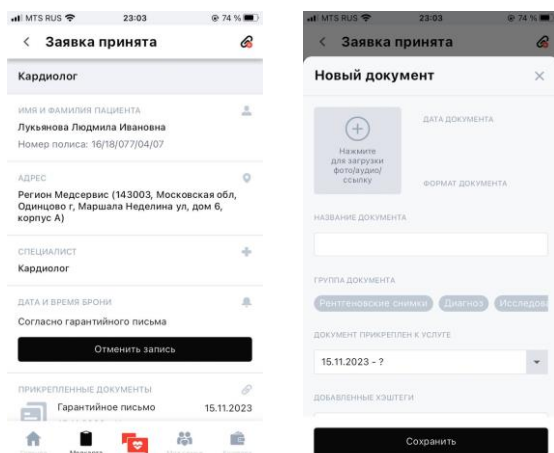 MTS RUS 23:03 74 %
Заявка принята
Кардиолог
ИМЯ И ФАМИЛИЯ ПАЦИЕНТА
Лукьянова Людмила Ивановна
Номер полиса: 16/18/077/04/07
АДРЕС
Регион Медсервис (143003, Московская обл,
Одинцово г, Маршала Неделина ул, дом 6,
корпус А)
СПЕЦИАЛИСТ
Кардиолог
ДАТА И ВРЕМЯ БРОНИ
Согласно гарантийного письма
Отменить запись
ПРИКРЕПЛЕННЫЕ ДОКУМЕНТЫ
Гарантийное письмо 15.11.2023
MTS RUS 23:03 74 %
Заявка принята
Новый документ
Нажмите
для загрузки
фото/аудио/
ссылку
ДАТА ДОКУМЕНТА
ФОРМАТ ДОКУМЕНТА
НАЗВАНИЕ ДОКУМЕНТА
ГРУППА ДОКУМЕНТА
Рентгеновские снимки Диагноз Исследов
ДОКУМЕНТ ПРИКРЕПЛЕН К УСЛУГЕ
15.11.2023 - ?
ДОБАВЛЕННЫЕ ХЭШТЕГИ
Сохранить